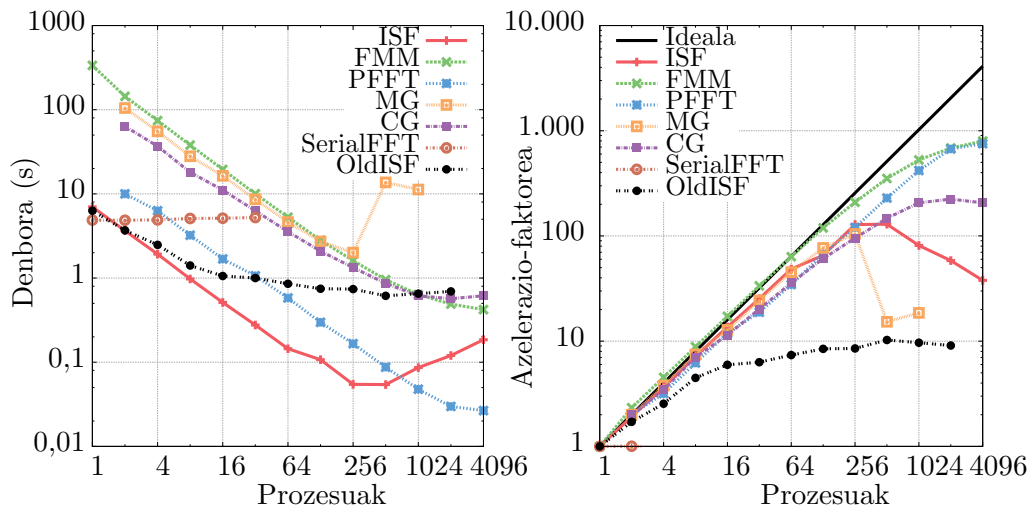 1000
100
10
1
0,1
0,01
1
4
16
64
256
1024
4096
Denbora (s)
Prozesuak
ISF
FMM
PFFT
MG
CG
SerialFFT
OldISF
10.000
1.000
100
10
1
1
4
16
64
256
1024
4096
Azelerazio-faktorea
Prozesuak
Ideala
ISF
FMM
PFFT
MG
CG
SerialFFT
OldISF